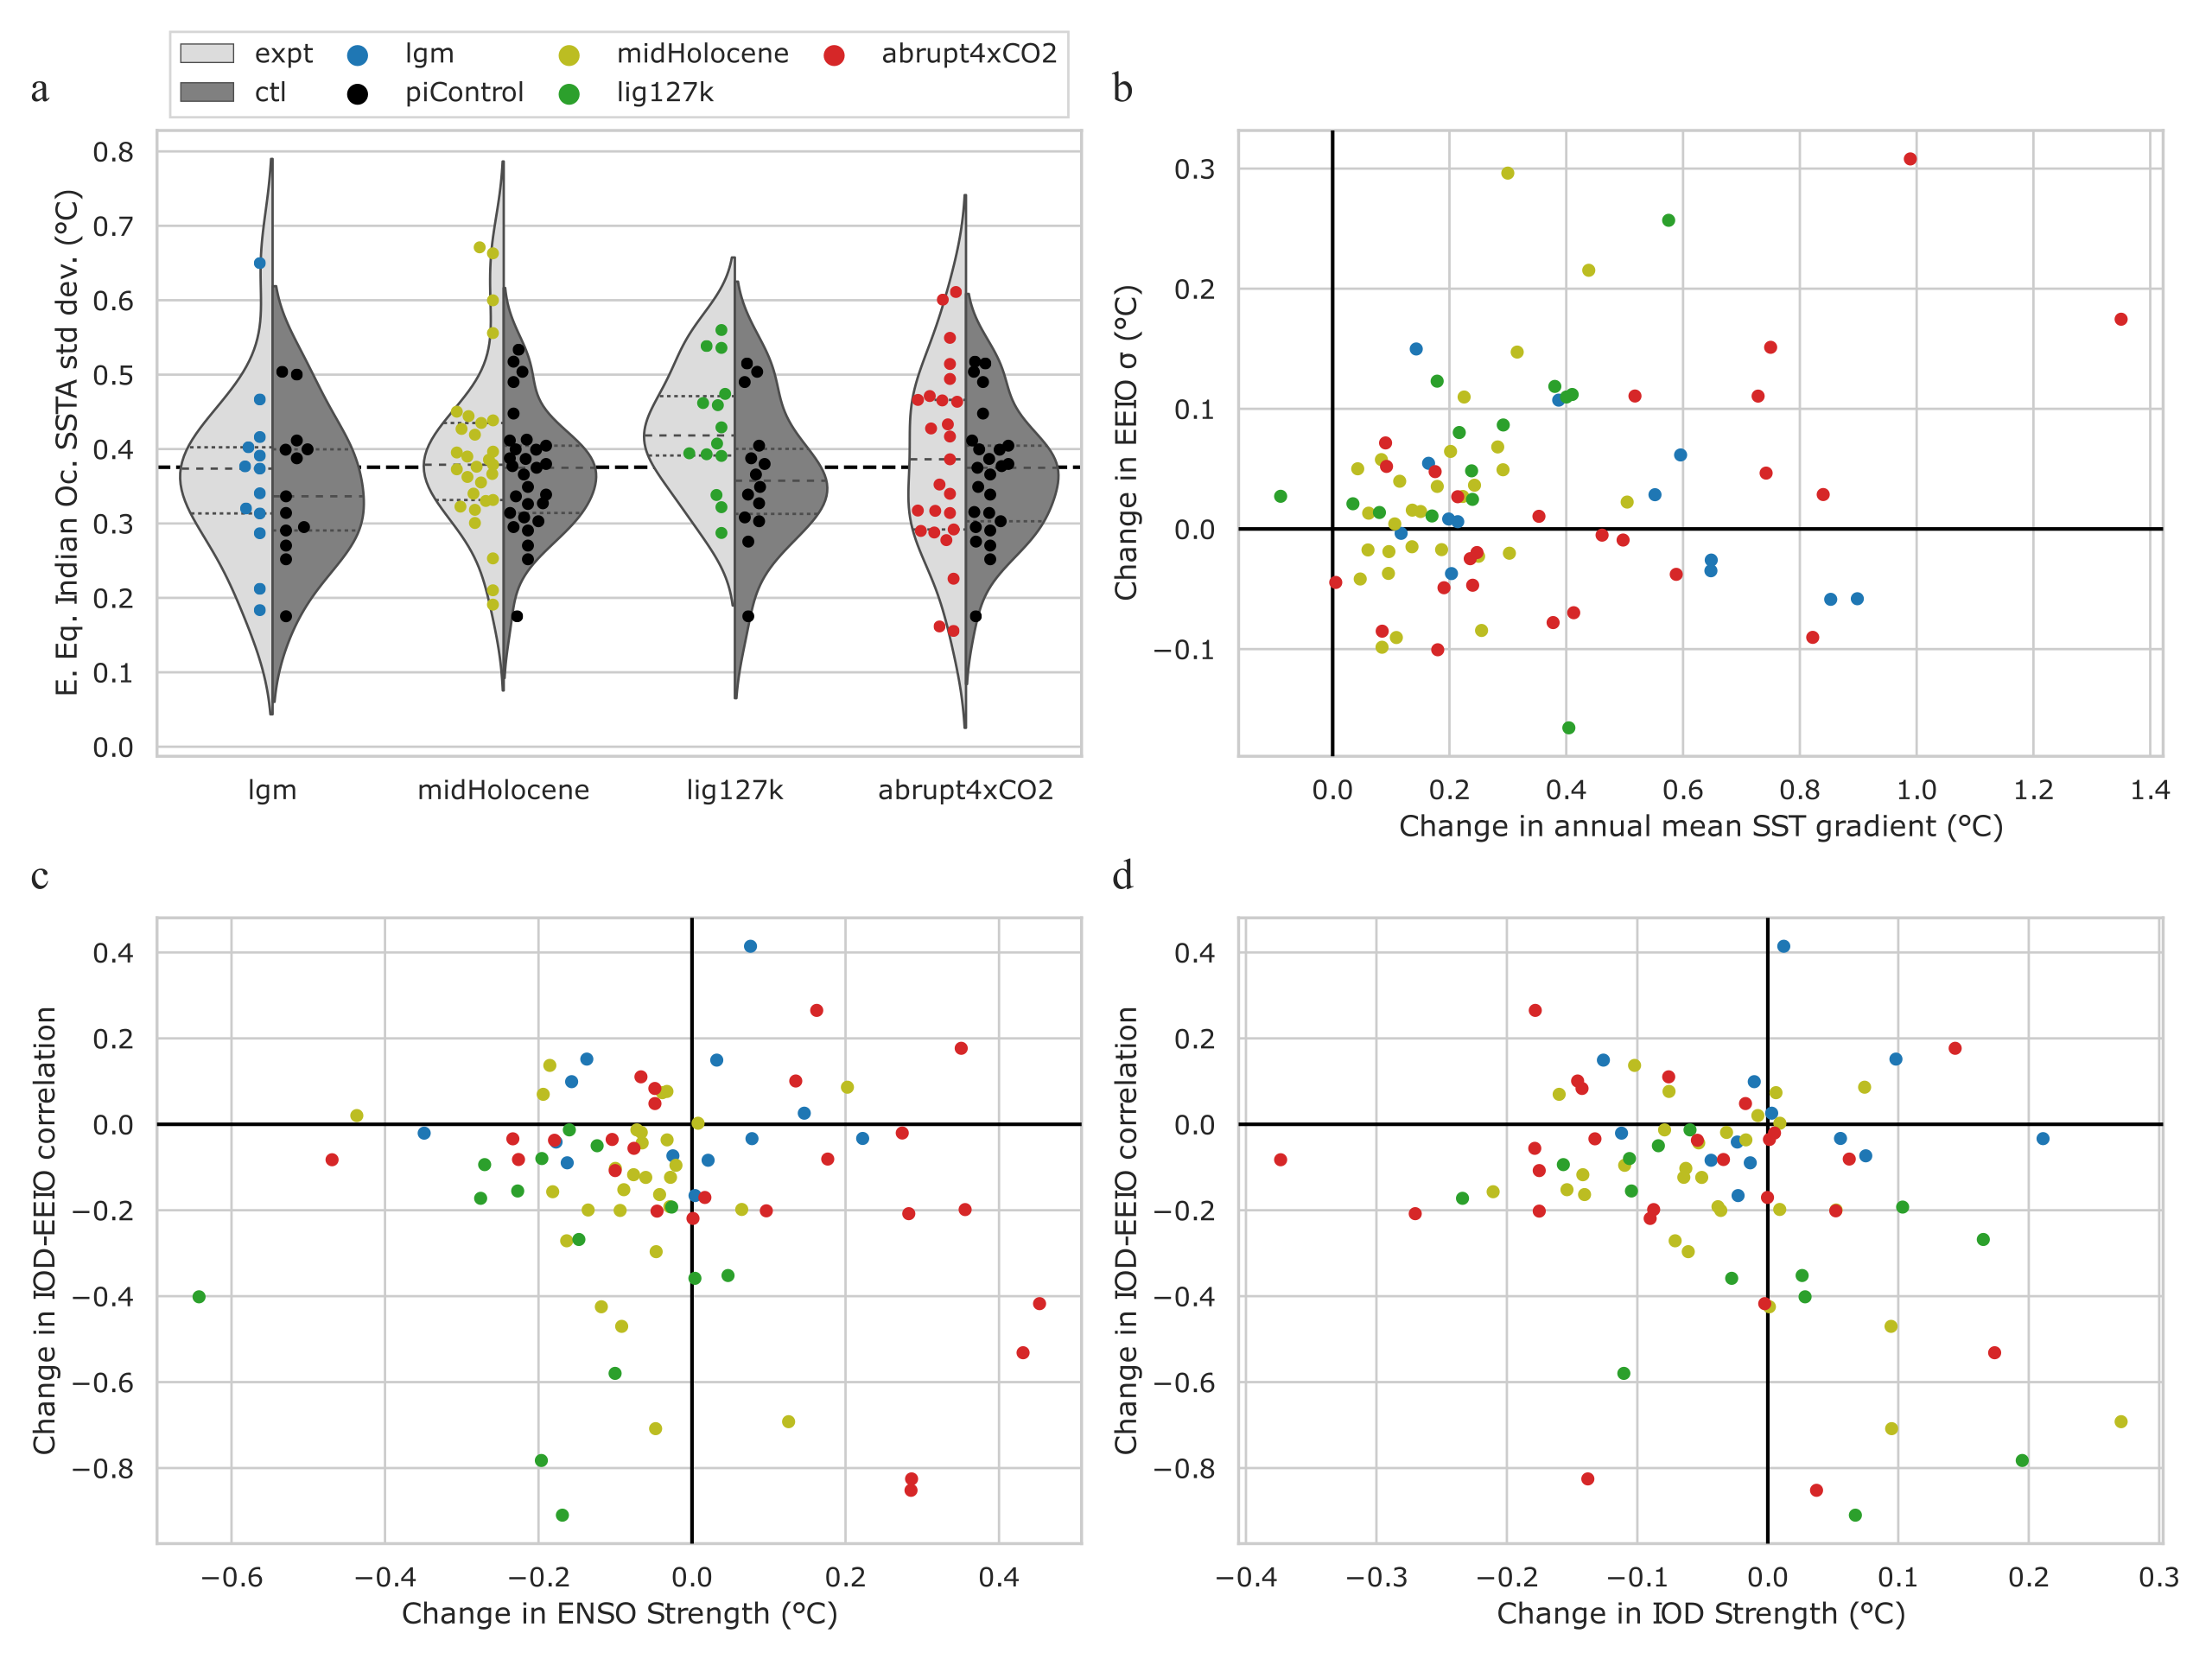 a
expt lgm midHolocene abrupt4xCO2
ctl piControl lig127k
E. Eq. Indian Oc. SSTA std dev. (°C)
0.8
0.7
0.6
0.5
0.4
0.3
0.2
0.1
0.0
lgm midHolocene lig127k abrupt4xCO2
b
Change in EEIO σ (°C)
0.3
0.2
0.1
0.0
−0.1
0.0 0.2 0.4 0.6 0.8 1.0 1.2 1.4
Change in annual mean SST gradient (°C)
c
Change in IOD-EEIO correlation
0.4
0.2
0.0
−0.2
−0.4
−0.6
−0.8
−0.6 −0.4 −0.2 0.0 0.2 0.4
Change in ENSO Strength (°C)
d
Change in IOD-EEIO correlation
0.4
0.2
0.0
−0.2
−0.4
−0.6
−0.8
−0.4 −0.3 −0.2 −0.1 0.0 0.1 0.2 0.3
Change in IOD Strength (°C)